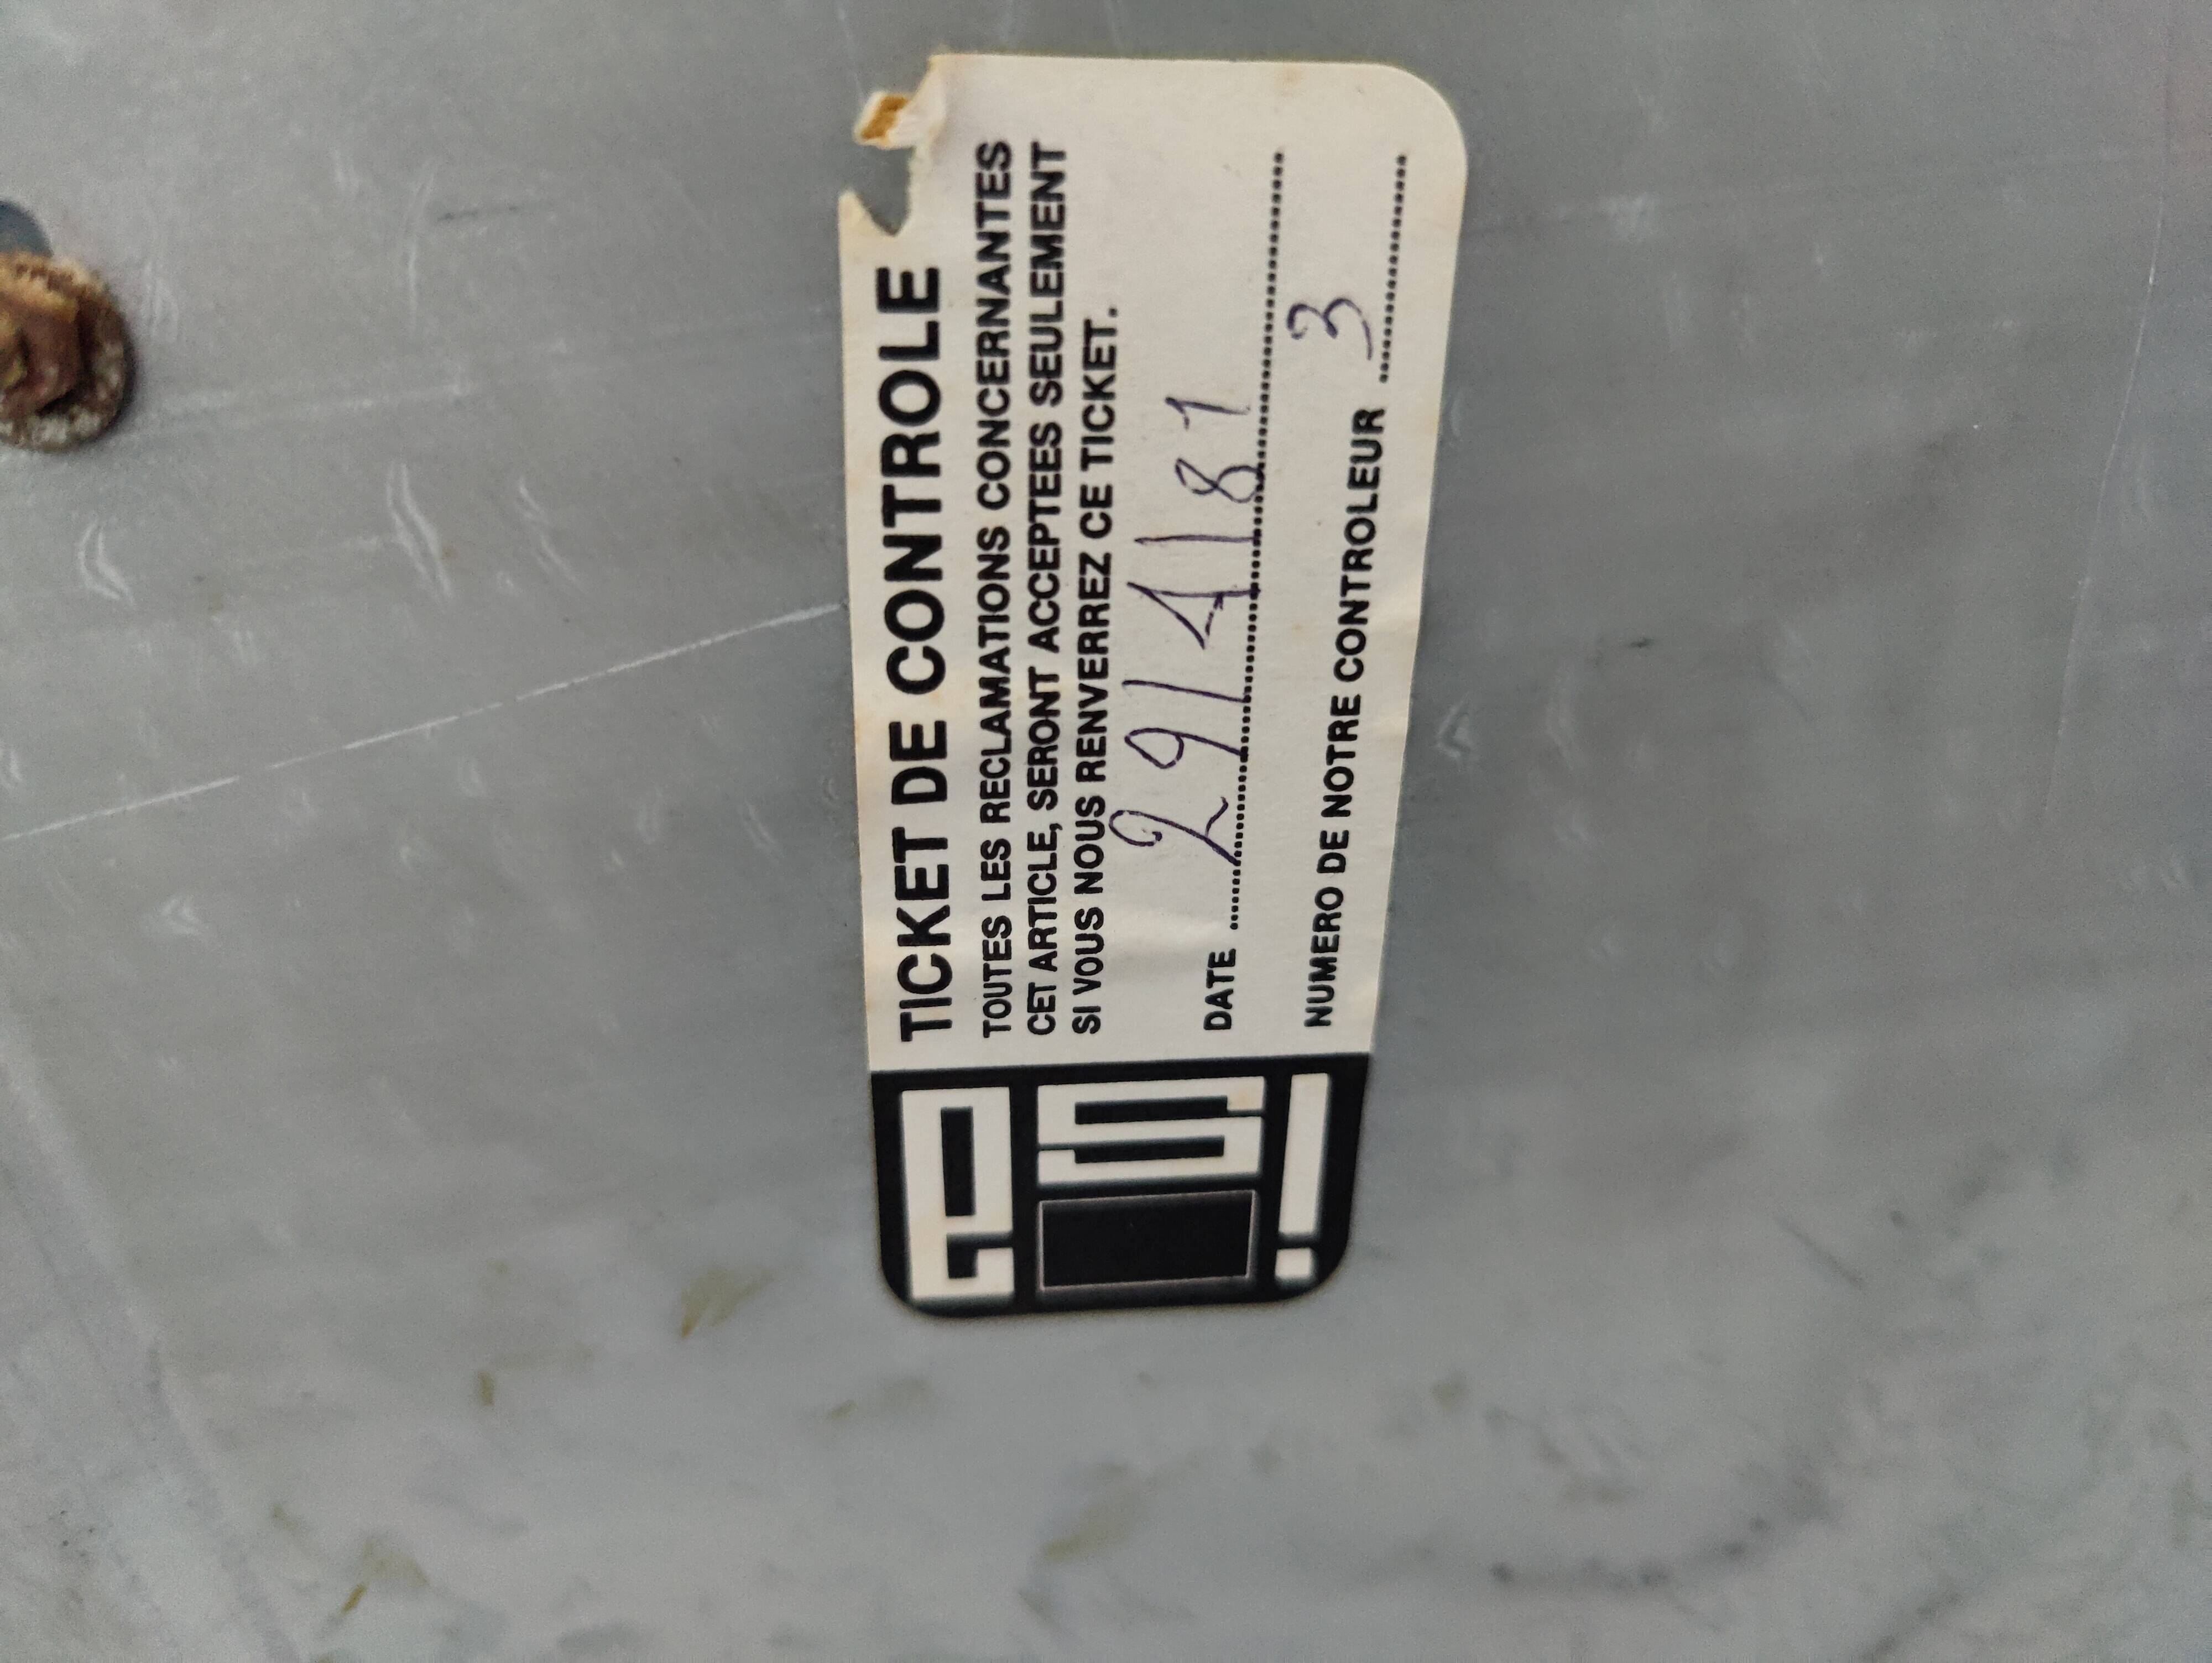 TICKET DE CONTROLE
TOUTES LES RECLAMATIONS CONCERNANTES
CET ARTICLE, SERONT ACCEPTEES SEULEMENT
SI VOUS NOUS RENVERREZ CE TICKET.
DATE 29/4/81
NUMERO DE NOTRE CONTROLEUR 3